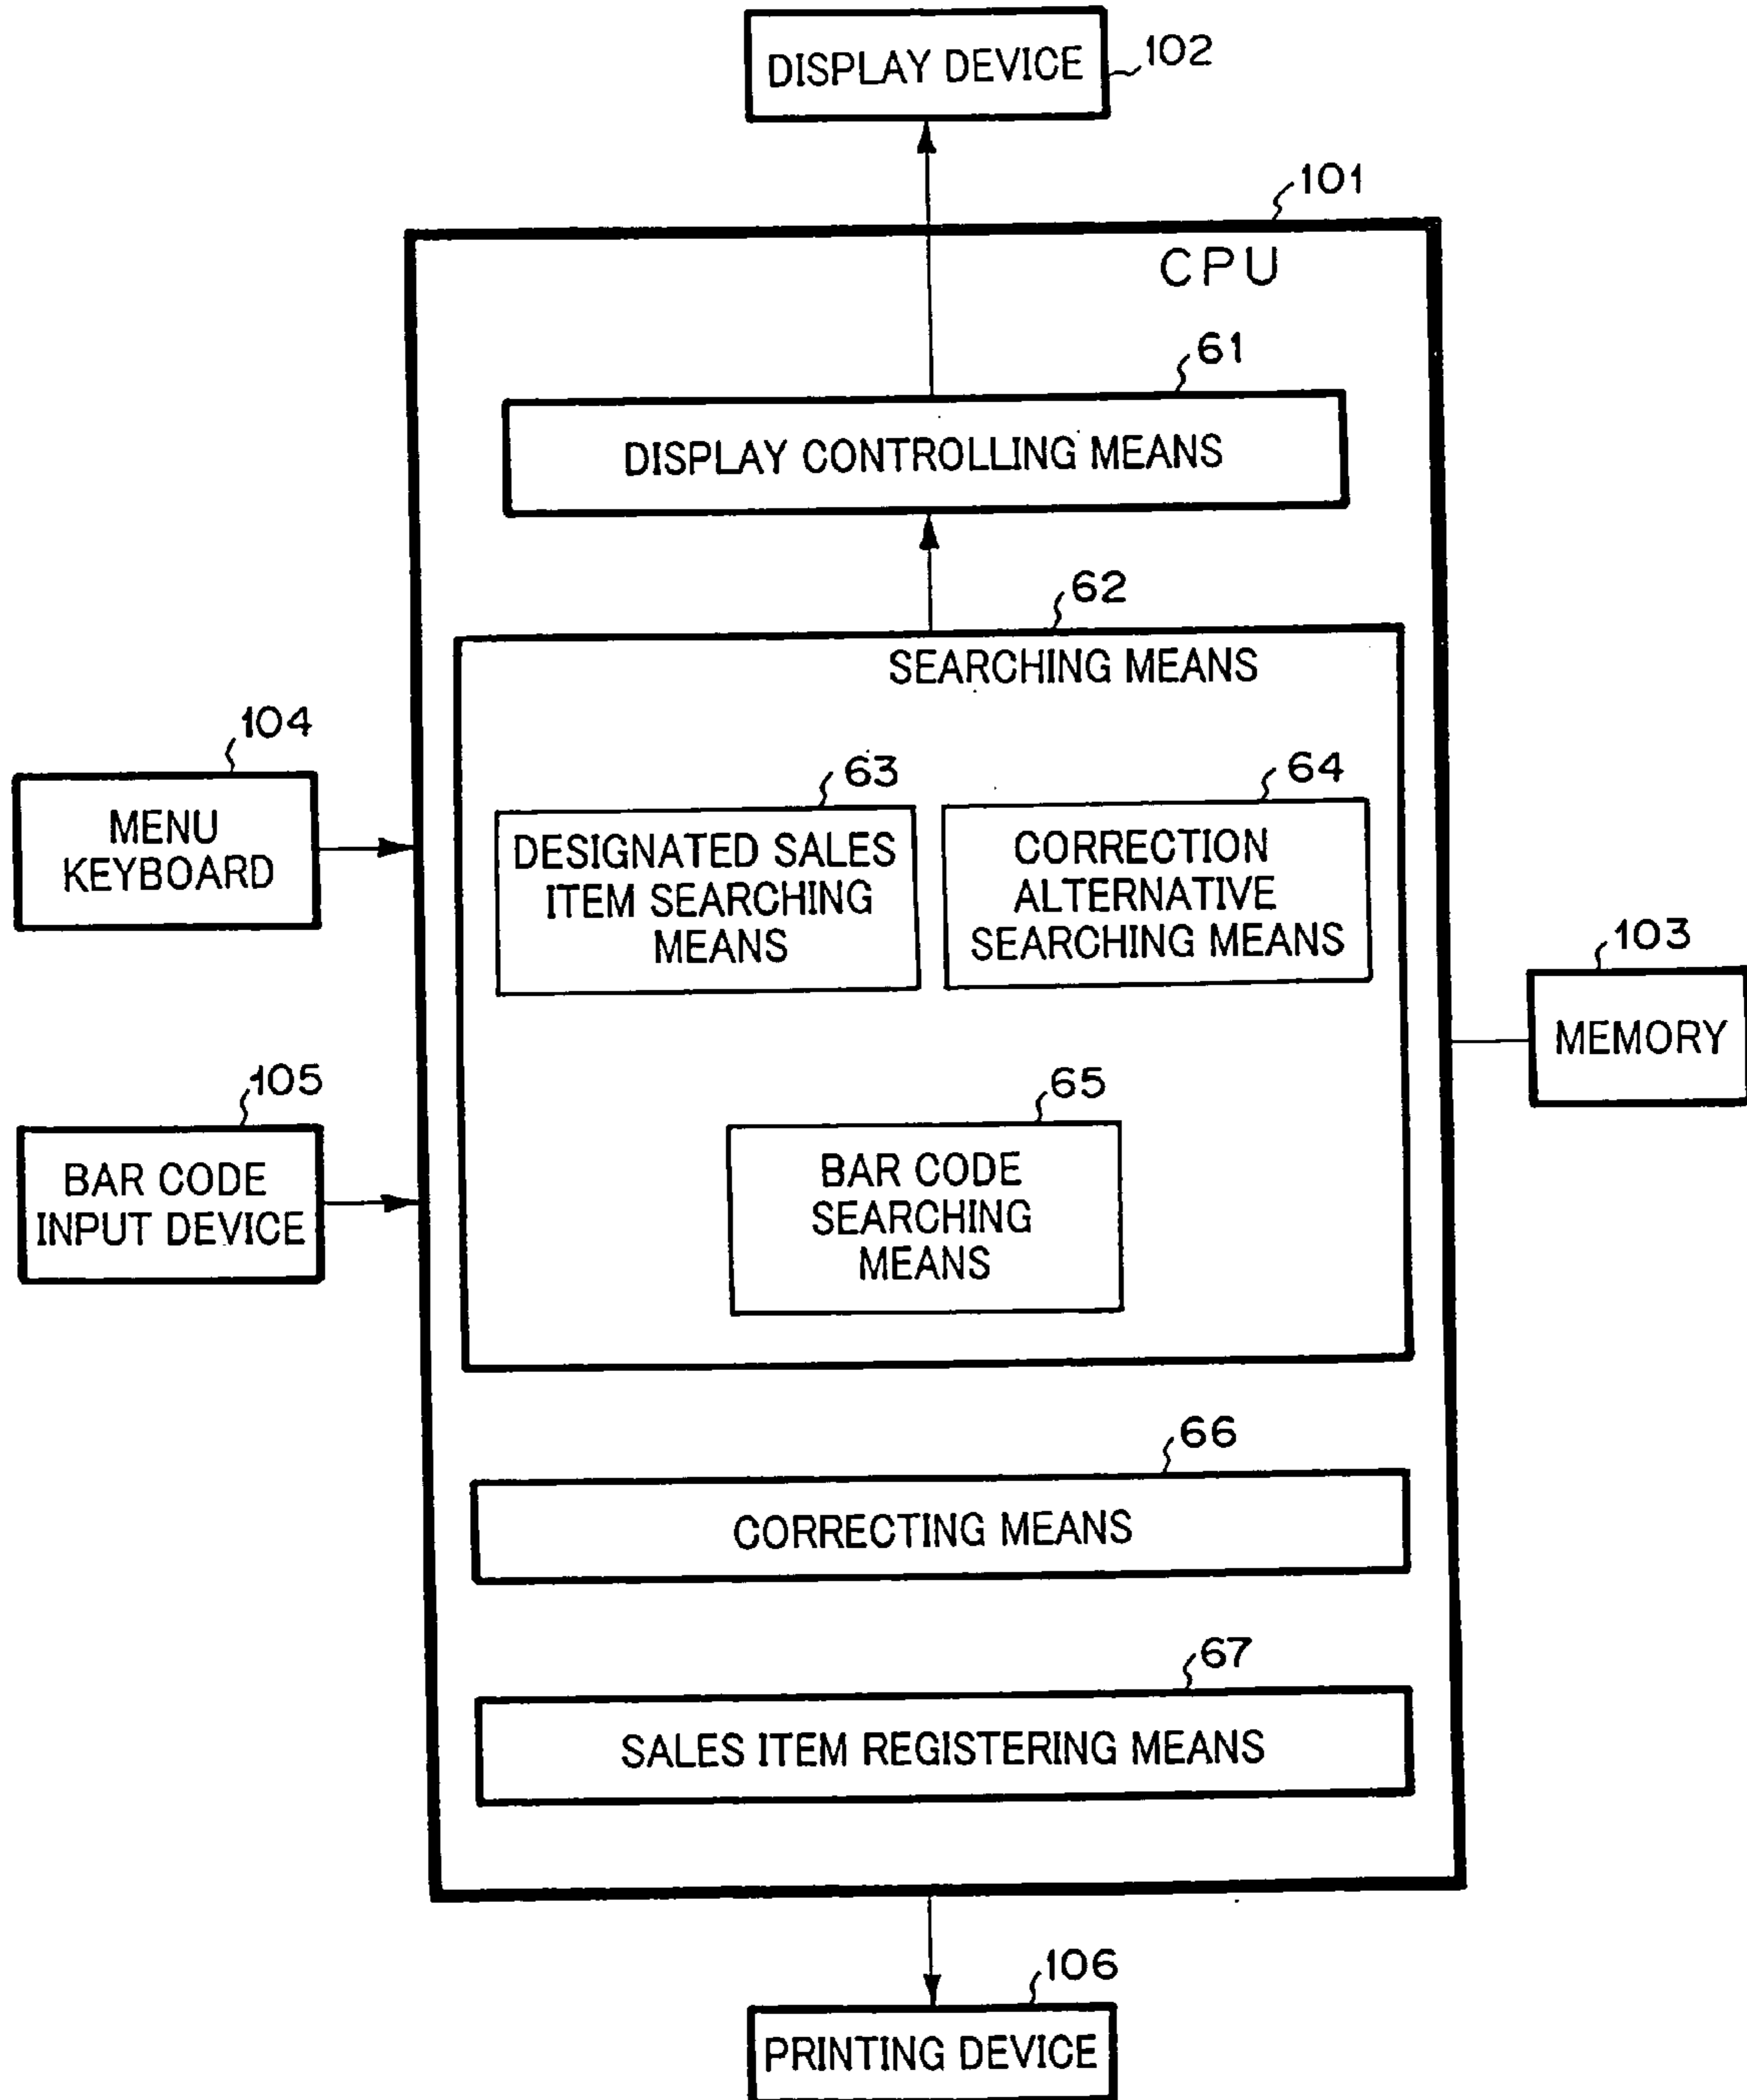 DISPLAY DEVICE
102
101
CPU
61
DISPLAY CONTROLLING MEANS
62
SEARCHING MEANS
104
MENU
KEYBOARD
63
DESIGNATED SALES
ITEM SEARCHING
MEANS
64
CORRECTION
ALTERNATIVE
SEARCHING MEANS
103
MEMORY
105
BAR CODE
INPUT DEVICE
65
BAR CODE
SEARCHING
MEANS
66
CORRECTING MEANS
67
SALES ITEM REGISTERING MEANS
106
PRINTING DEVICE